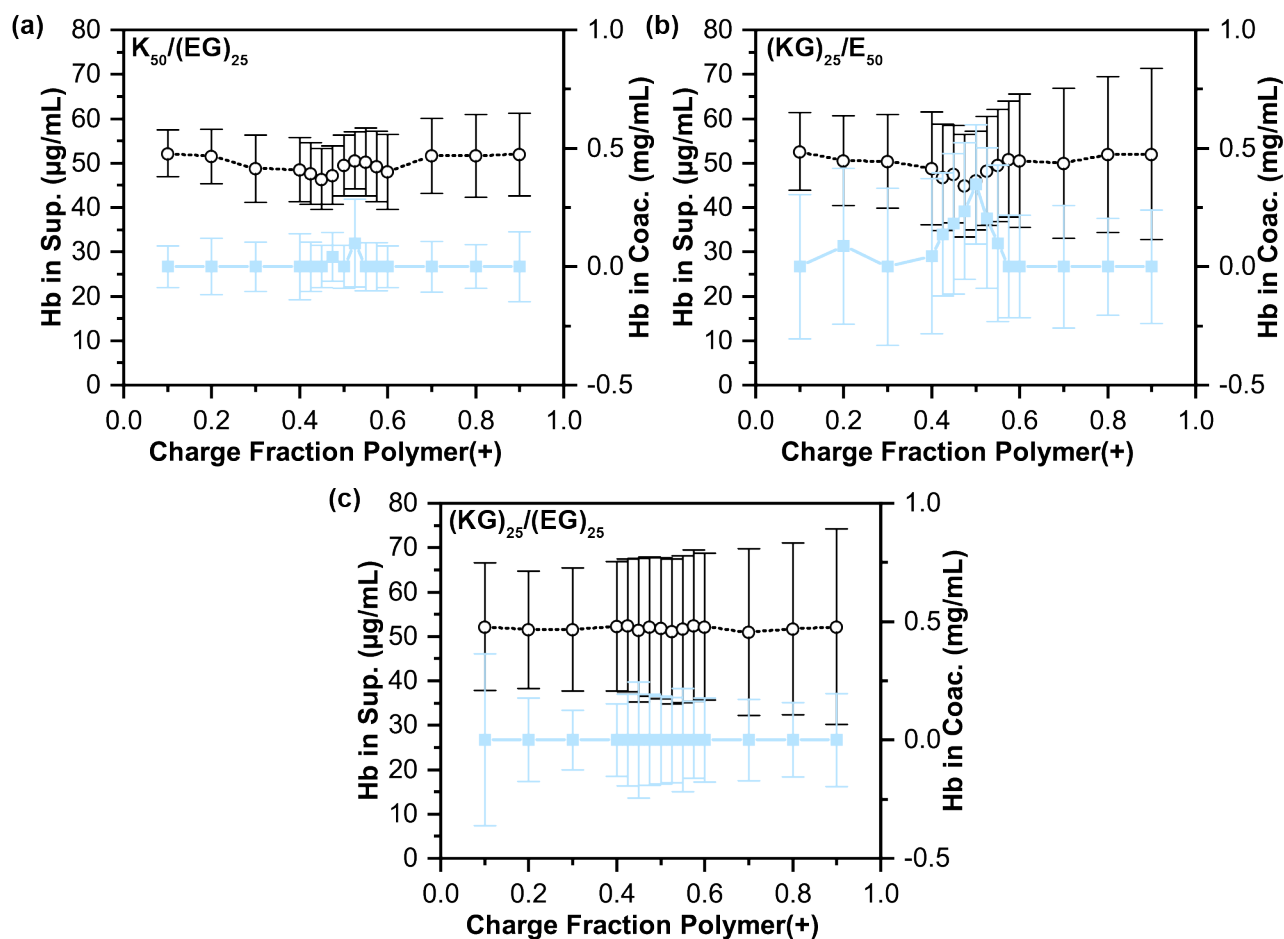 (a)
K50/(EG)25
Hb in Sup. (µg/mL)
80
70
60
50
40
30
20
10
0
1.0
0.5
0.0
-0.5
Hb in Coac. (mg/mL)
0.0 0.2 0.4 0.6 0.8 1.0
Charge Fraction Polymer(+)
(b)
(KG)25/E50
Hb in Sup. (µg/mL)
80
70
60
50
40
30
20
10
0
1.0
0.5
0.0
-0.5
Hb in Coac. (mg/mL)
0.0 0.2 0.4 0.6 0.8 1.0
Charge Fraction Polymer(+)
(c)
(KG)25/(EG)25
Hb in Sup. (µg/mL)
80
70
60
50
40
30
20
10
0
1.0
0.5
0.0
-0.5
Hb in Coac. (mg/mL)
0.0 0.2 0.4 0.6 0.8 1.0
Charge Fraction Polymer(+)